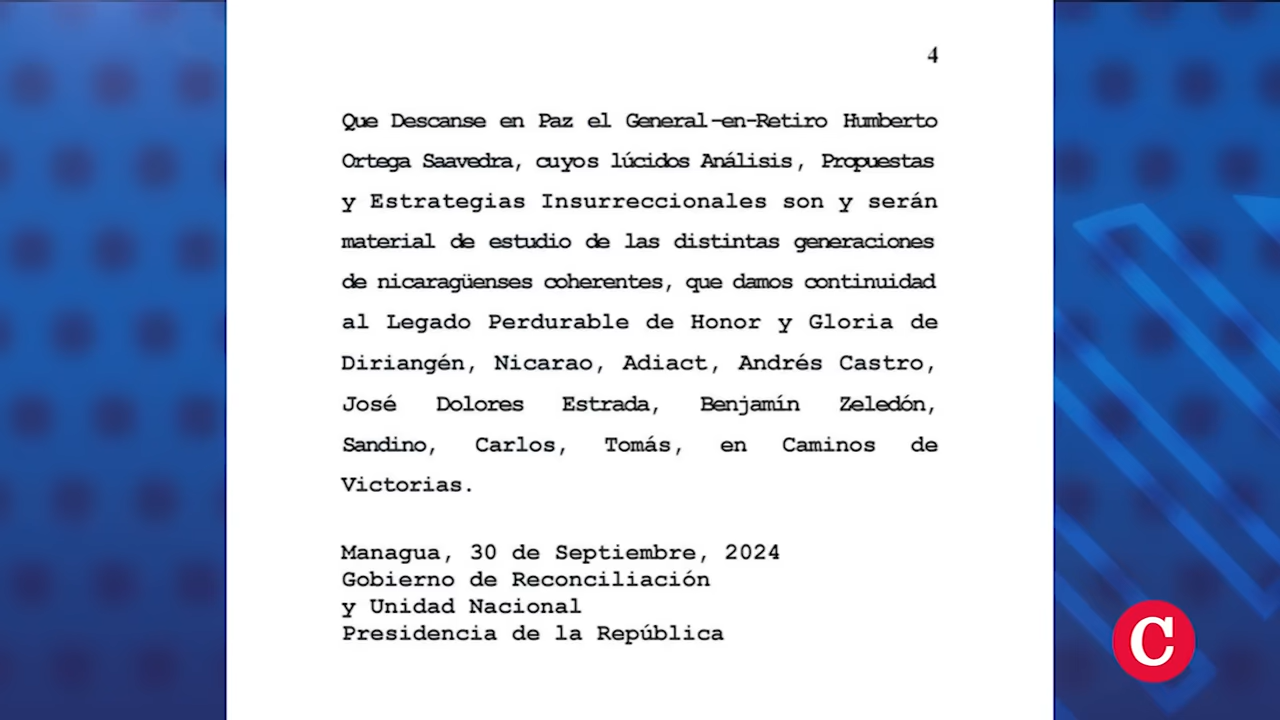 4
Que Descanse en Paz el General-en-Retiro Humberto
Ortega Saavedra, cuyos lúcidos Análisis, Propuestas
y Estrategias Insurreccionales son y serán
material de estudio de las distintas generaciones
de nicaragüenses coherentes, que damos continuidad
al Legado Perdurable de Honor y Gloria de
Diriangén, Nicarao, Adiact, Andrés Castro,
José Dolores Estrada, Benjamín Zeledón,
Sandino, Carlos, Tomás, en Caminos de
Victorias.
Managua, 30 de Septiembre, 2024
Gobierno de Reconciliación
y Unidad Nacional
Presidencia de la República
C